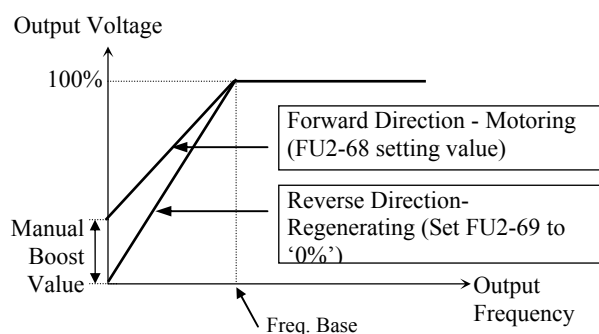 Output Voltage
100%
Forward Direction - Motoring
(FU2-68 setting value)
Reverse Direction-
Regenerating (Set FU2-69 to
‘0%’)
Manual
Boost
Value
Output
Frequency
Freq. Base